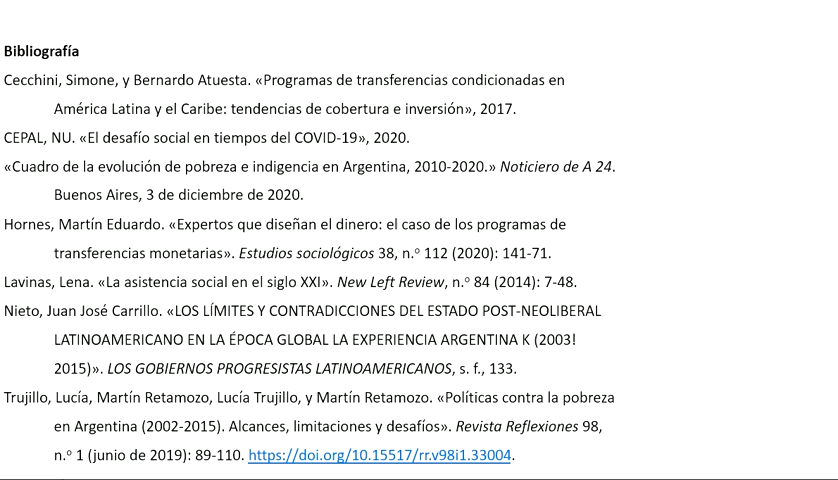 Bibliografía
Cecchini, Simone, y Bernardo Atuesta. «Programas de transferencias condicionadas en
América Latina y el Caribe: tendencias de cobertura e inversión», 2017.
CEPAL, NU. «El desafío social en tiempos del COVID-19», 2020.
«Cuadro de la evolución de pobreza e indigencia en Argentina, 2010-2020.» Noticiero de A 24.
Buenos Aires, 3 de diciembre de 2020.
Hornes, Martín Eduardo. «Expertos que diseñan el dinero: el caso de los programas de
transferencias monetarias». Estudios sociológicos 38, n.º 112 (2020): 141-71.
Lavinas, Lena. «La asistencia social en el siglo XXI». New Left Review, n.º 84 (2014): 7-48.
Nieto, Juan José Carrillo. «LOS LÍMITES Y CONTRADICCIONES DEL ESTADO POST-NEOLIBERAL
LATINOAMERICANO EN LA ÉPOCA GLOBAL LA EXPERIENCIA ARGENTINA K (2003!
2015)». LOS GOBIERNOS PROGRESISTAS LATINOAMERICANOS, s. f., 133.
Trujillo, Lucía, Martín Retamozo, Lucía Trujillo, y Martín Retamozo. «Políticas contra la pobreza
en Argentina (2002-2015). Alcances, limitaciones y desafíos». Revista Reflexiones 98,
n.º 1 (junio de 2019): 89-110. https://doi.org/10.15517/rr.v98i1.33004.